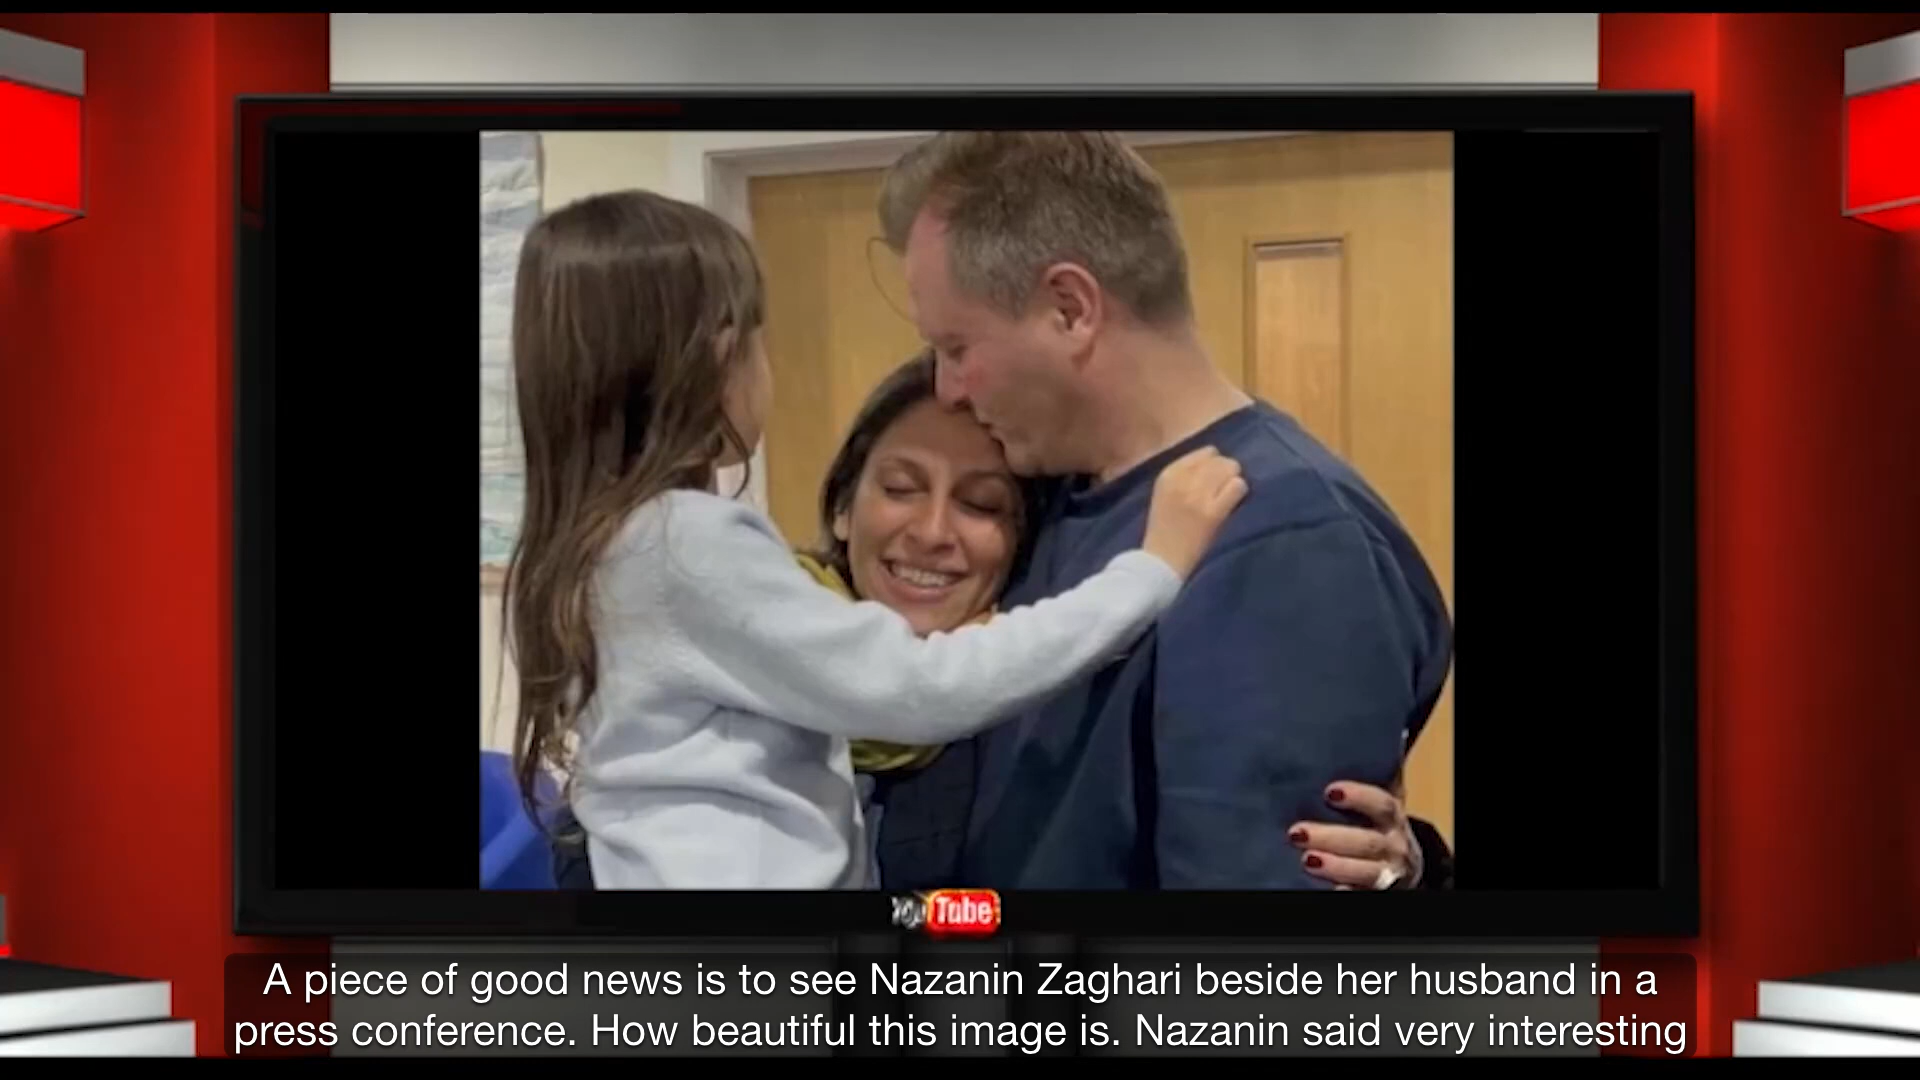 YouTube
A piece of good news is to see Nazanin Zaghari beside her husband in a
press conference. How beautiful this image is. Nazanin said very interesting